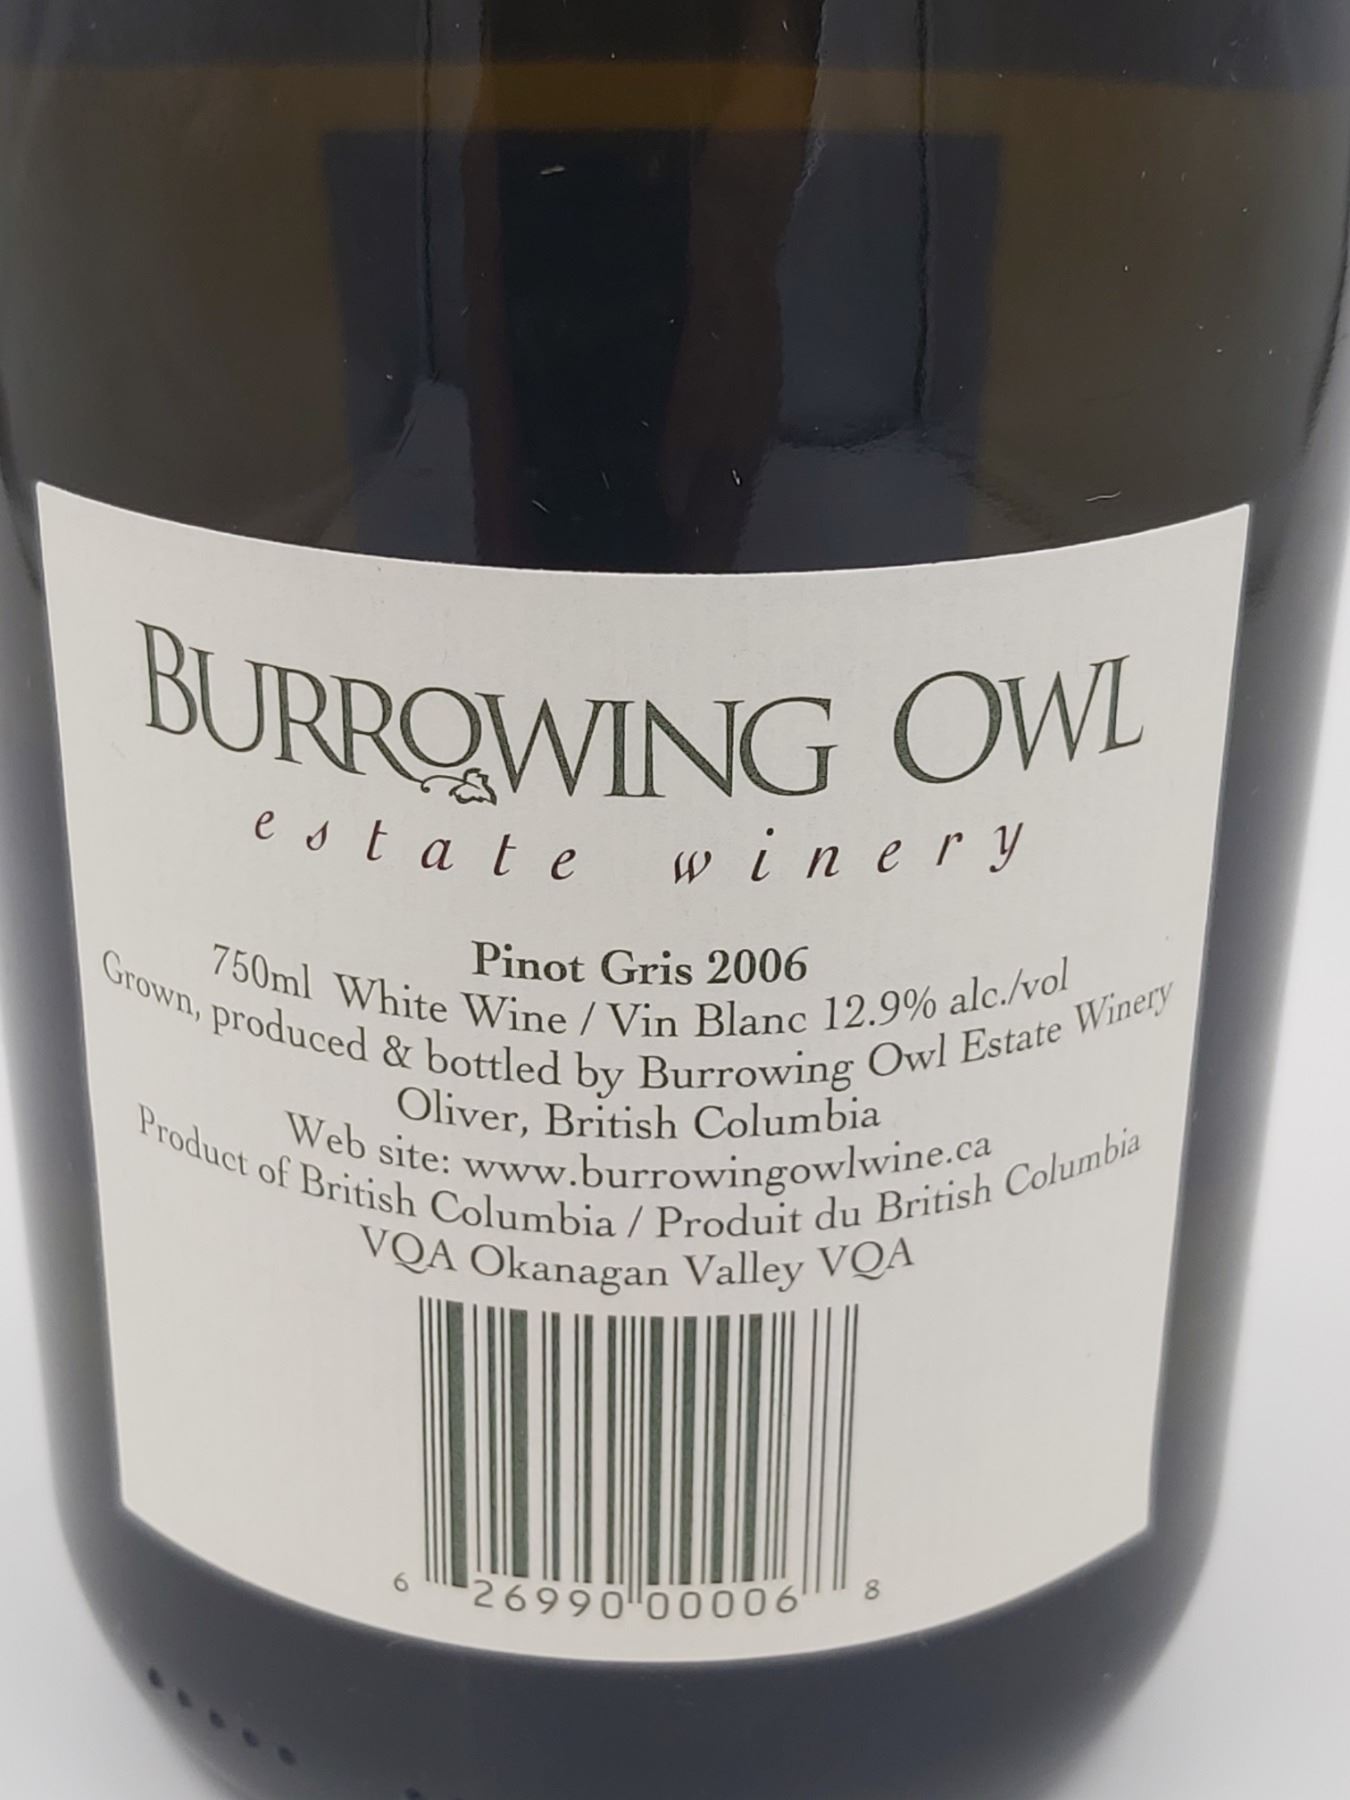 BURROWING OWL
estate winery
Pinot Gris 2006
750ml White Wine / Vin Blanc 12.9% alc./vol
Grown, produced & bottled by Burrowing Owl Estate Winery
Oliver, British Columbia
Web site: www.burrowingowlwine.ca
Product of British Columbia / Produit du British Columbia
VQA Okanagan Valley VQA
6 26990 00006 8